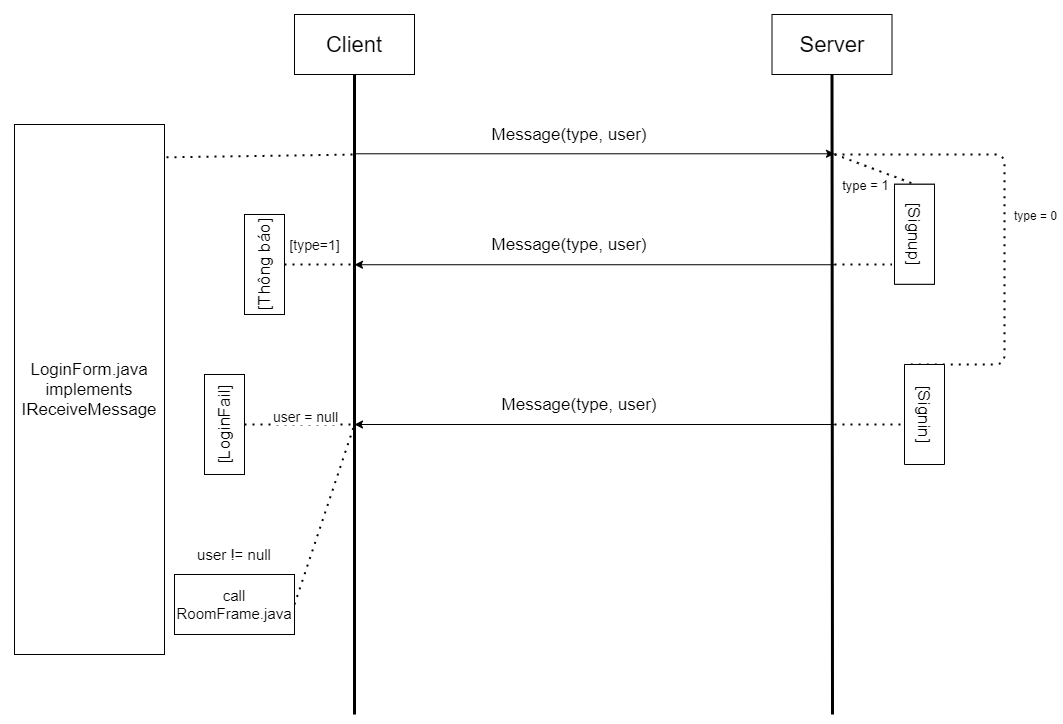 Client
Server
Message(type, user)
type = 1
[Signup]
type = 0
[Thông báo]
[type=1]
Message(type, user)
LoginForm.java
implements
IReceiveMessage
[LoginFail]
user = null
Message(type, user)
[Signin]
user != null
call
RoomFrame.java